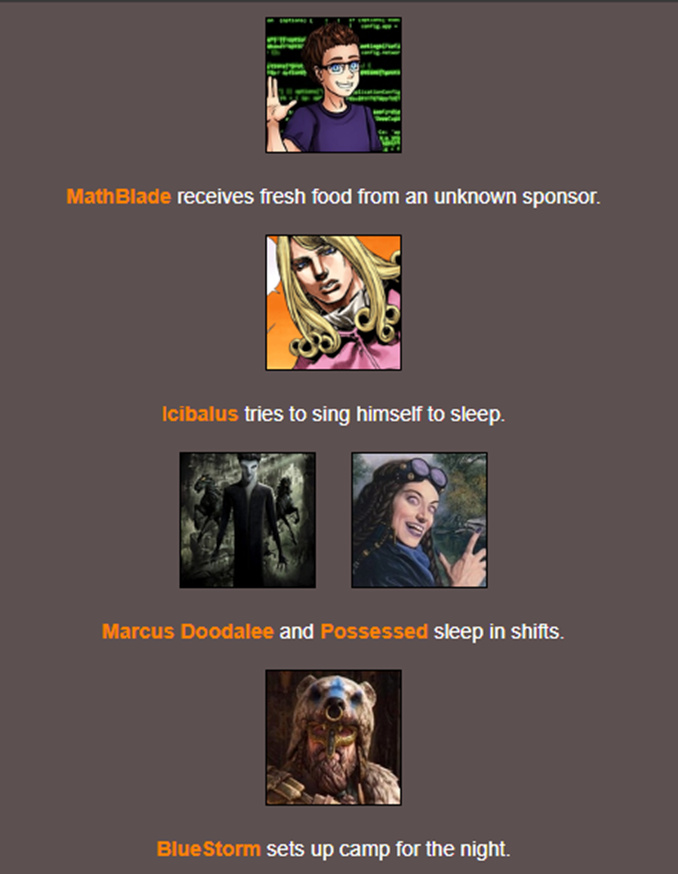 MathBlade receives fresh food from an unknown sponsor.
Icibalus tries to sing himself to sleep.
Marcus Doodalee and Possessed sleep in shifts.
BlueStorm sets up camp for the night.